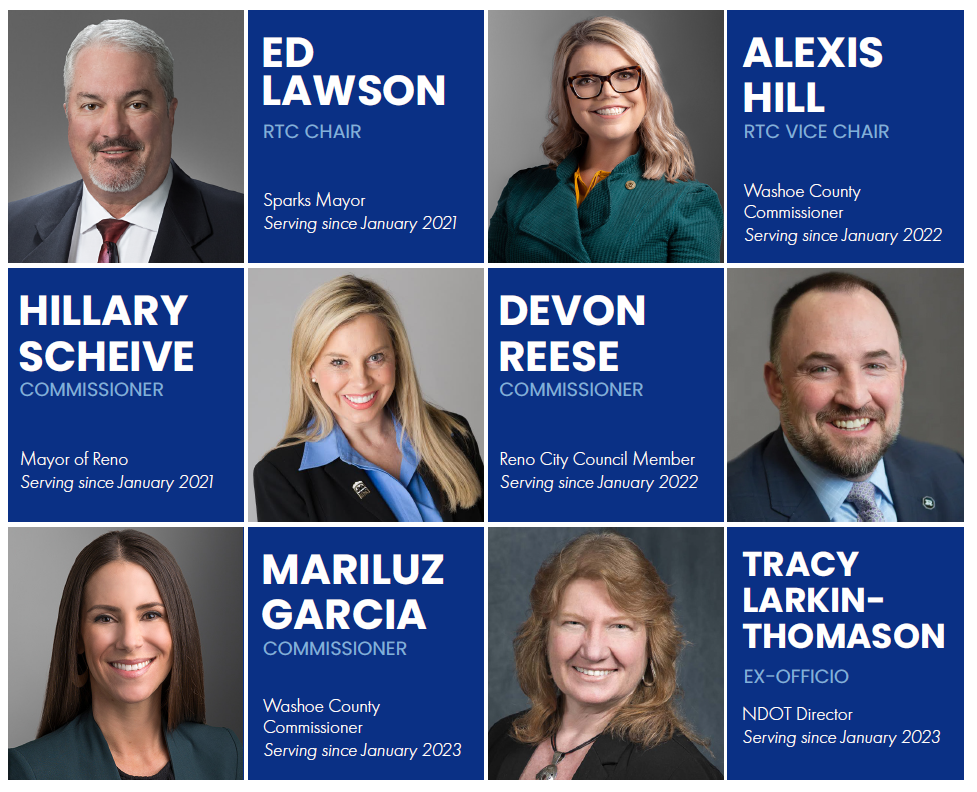 ED
LAWSON
RTC CHAIR
Sparks Mayor
Serving since January 2021
ALEXIS
HILL
RTC VICE CHAIR
Washoe County
Commissioner
Serving since January 2022
HILLARY
SCHEIVE
COMMISSIONER
Mayor of Reno
Serving since January 2021
DEVON
REESE
COMMISSIONER
Reno City Council Member
Serving since January 2022
MARILUZ
GARCIA
COMMISSIONER
Washoe County
Commissioner
Serving since January 2023
TRACY
LARKIN-
THOMASON
EX-OFFICIO
NDOT Director
Serving since January 2023